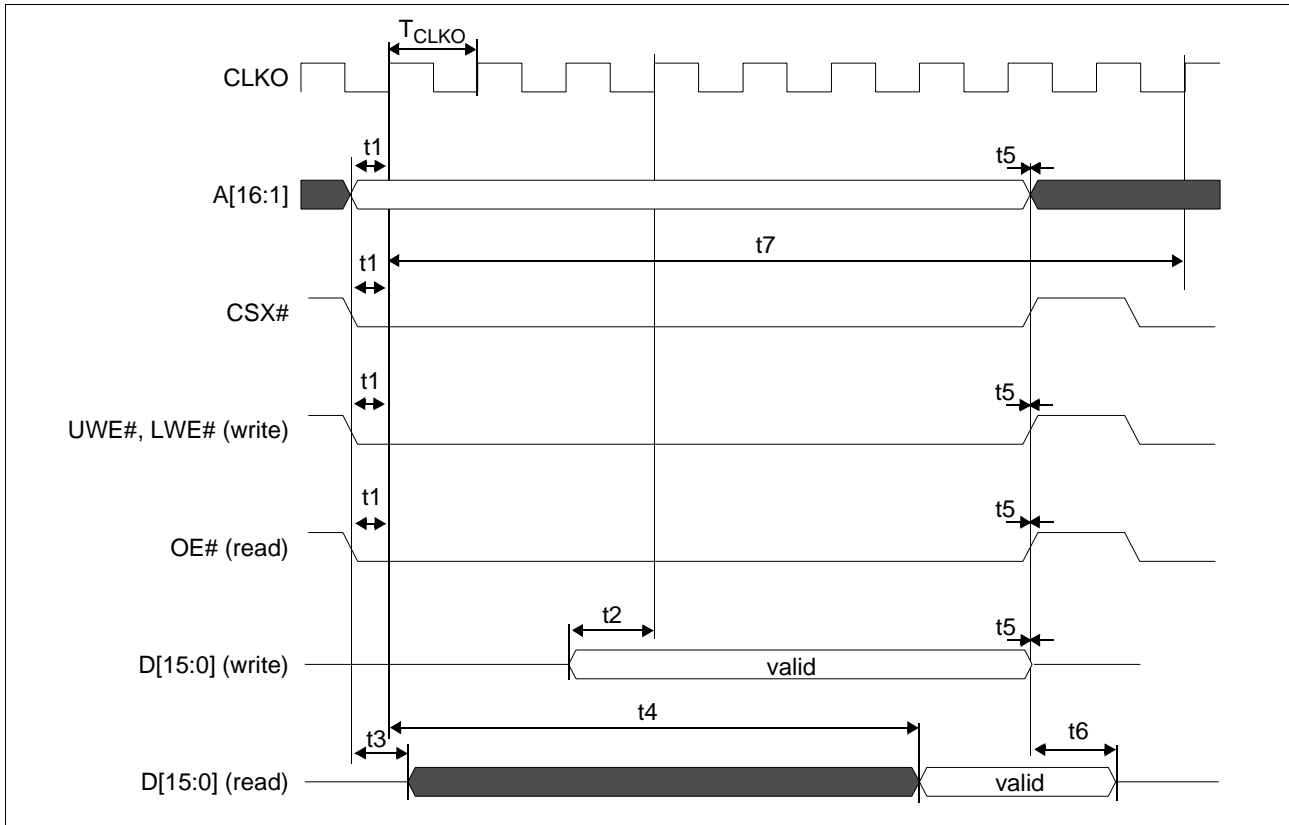 T_CLKO
CLKO
t1
t5
A[16:1]
t7
t1
CSX#
t1
t5
UWE#, LWE# (write)
t1
t5
OE# (read)
t2
t5
D[15:0] (write)
valid
t4
t3
t6
D[15:0] (read)
valid